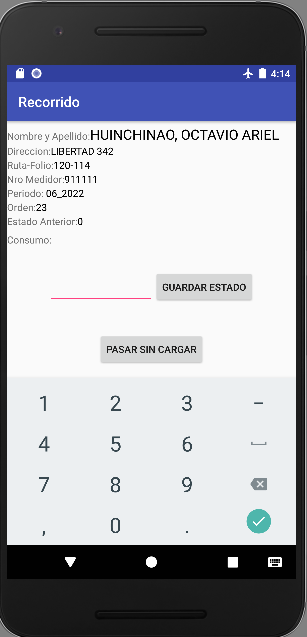 4:14
Recorrido
Nombre y Apellido:HUINCHINAO, OCTAVIO ARIEL
Direccion:LIBERTAD 342
Ruta-Folio:120-114
Nro Medidor:911111
Periodo: 06_2022
Orden:23
Estado Anterior:0
Consumo:
GUARDAR ESTADO
PASAR SIN CARGAR
1 2 3 –
4 5 6
7 8 9
, 0 .